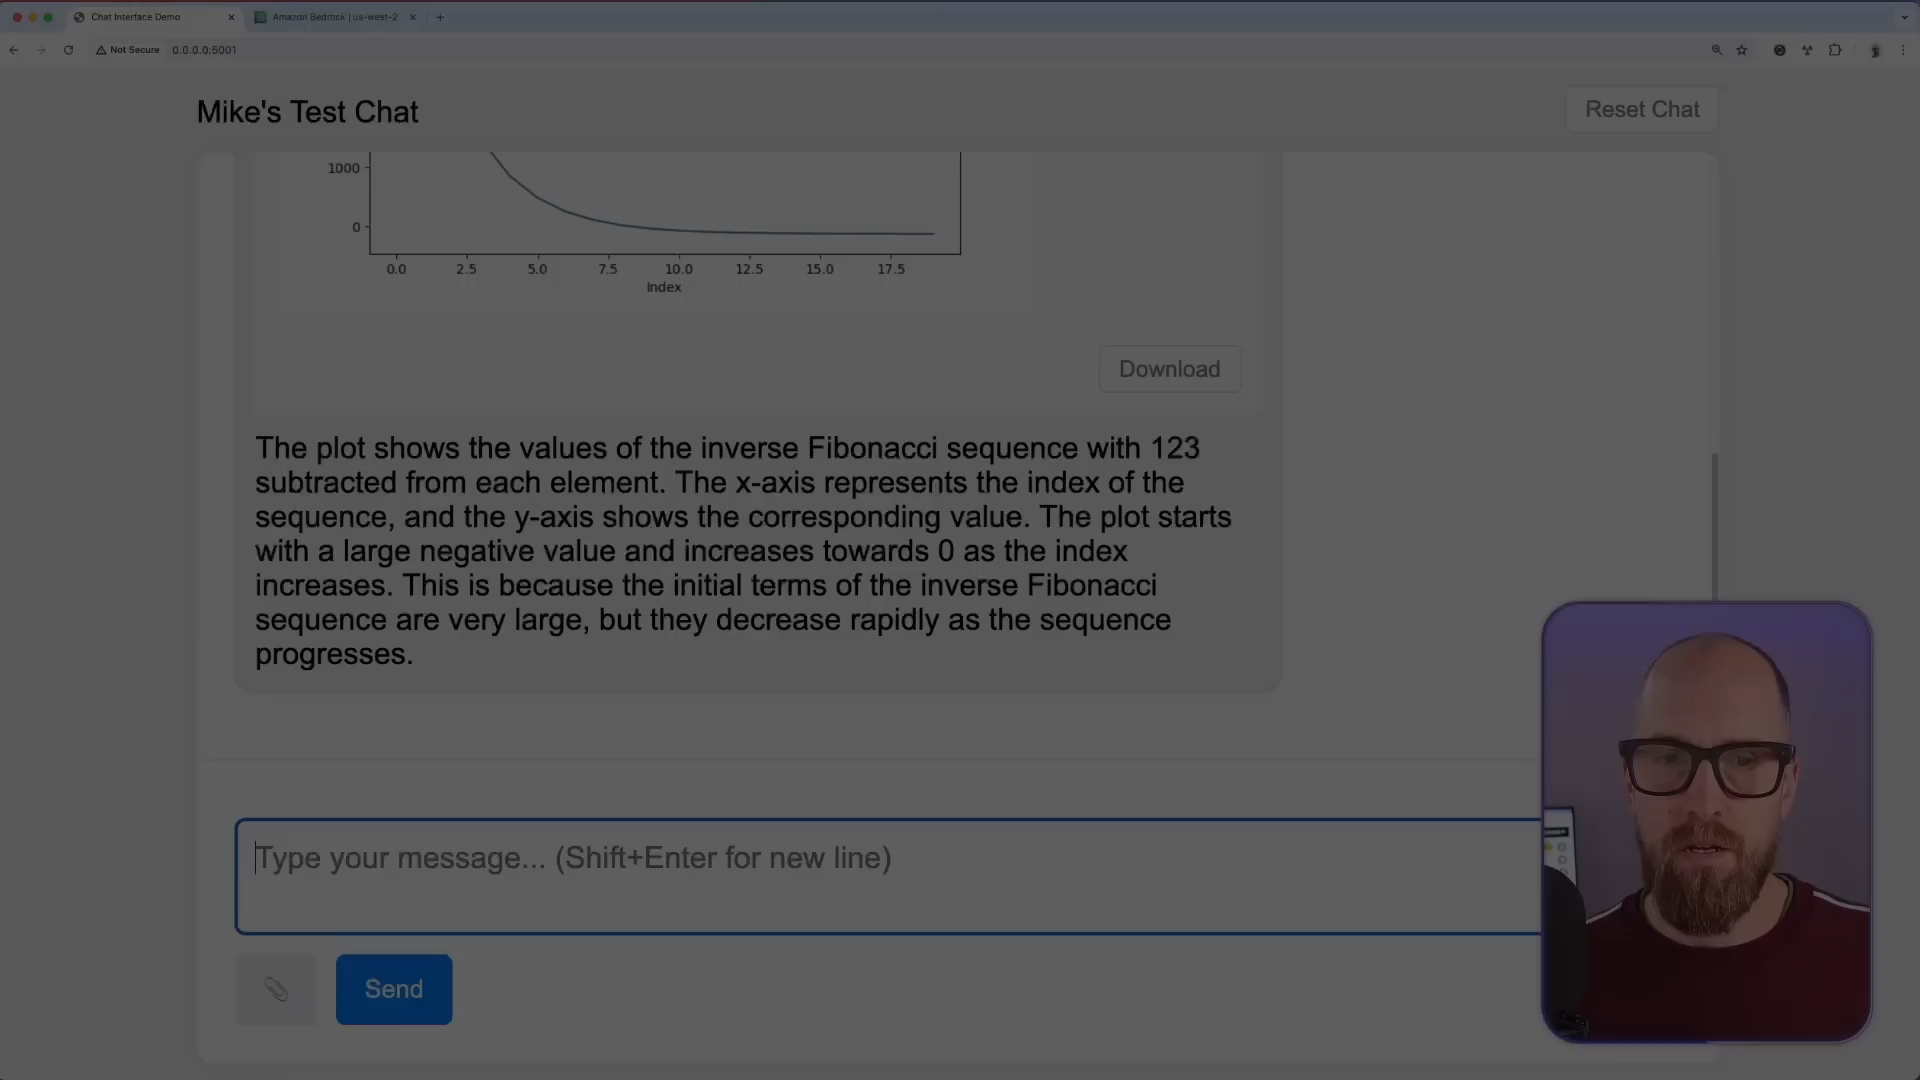 Chat Interface Demo
Amazon Bedrock | us-west-2
Not Secure 0.0.0.0:5001
Mike's Test Chat
Reset Chat
1000
0
0.0 2.5 5.0 7.5 10.0 12.5 15.0 17.5
Index
Download
The plot shows the values of the inverse Fibonacci sequence with 123
subtracted from each element. The x-axis represents the index of the
sequence, and the y-axis shows the corresponding value. The plot starts
with a large negative value and increases towards 0 as the index
increases. This is because the initial terms of the inverse Fibonacci
sequence are very large, but they decrease rapidly as the sequence
progresses.
Type your message... (Shift+Enter for new line)
Send